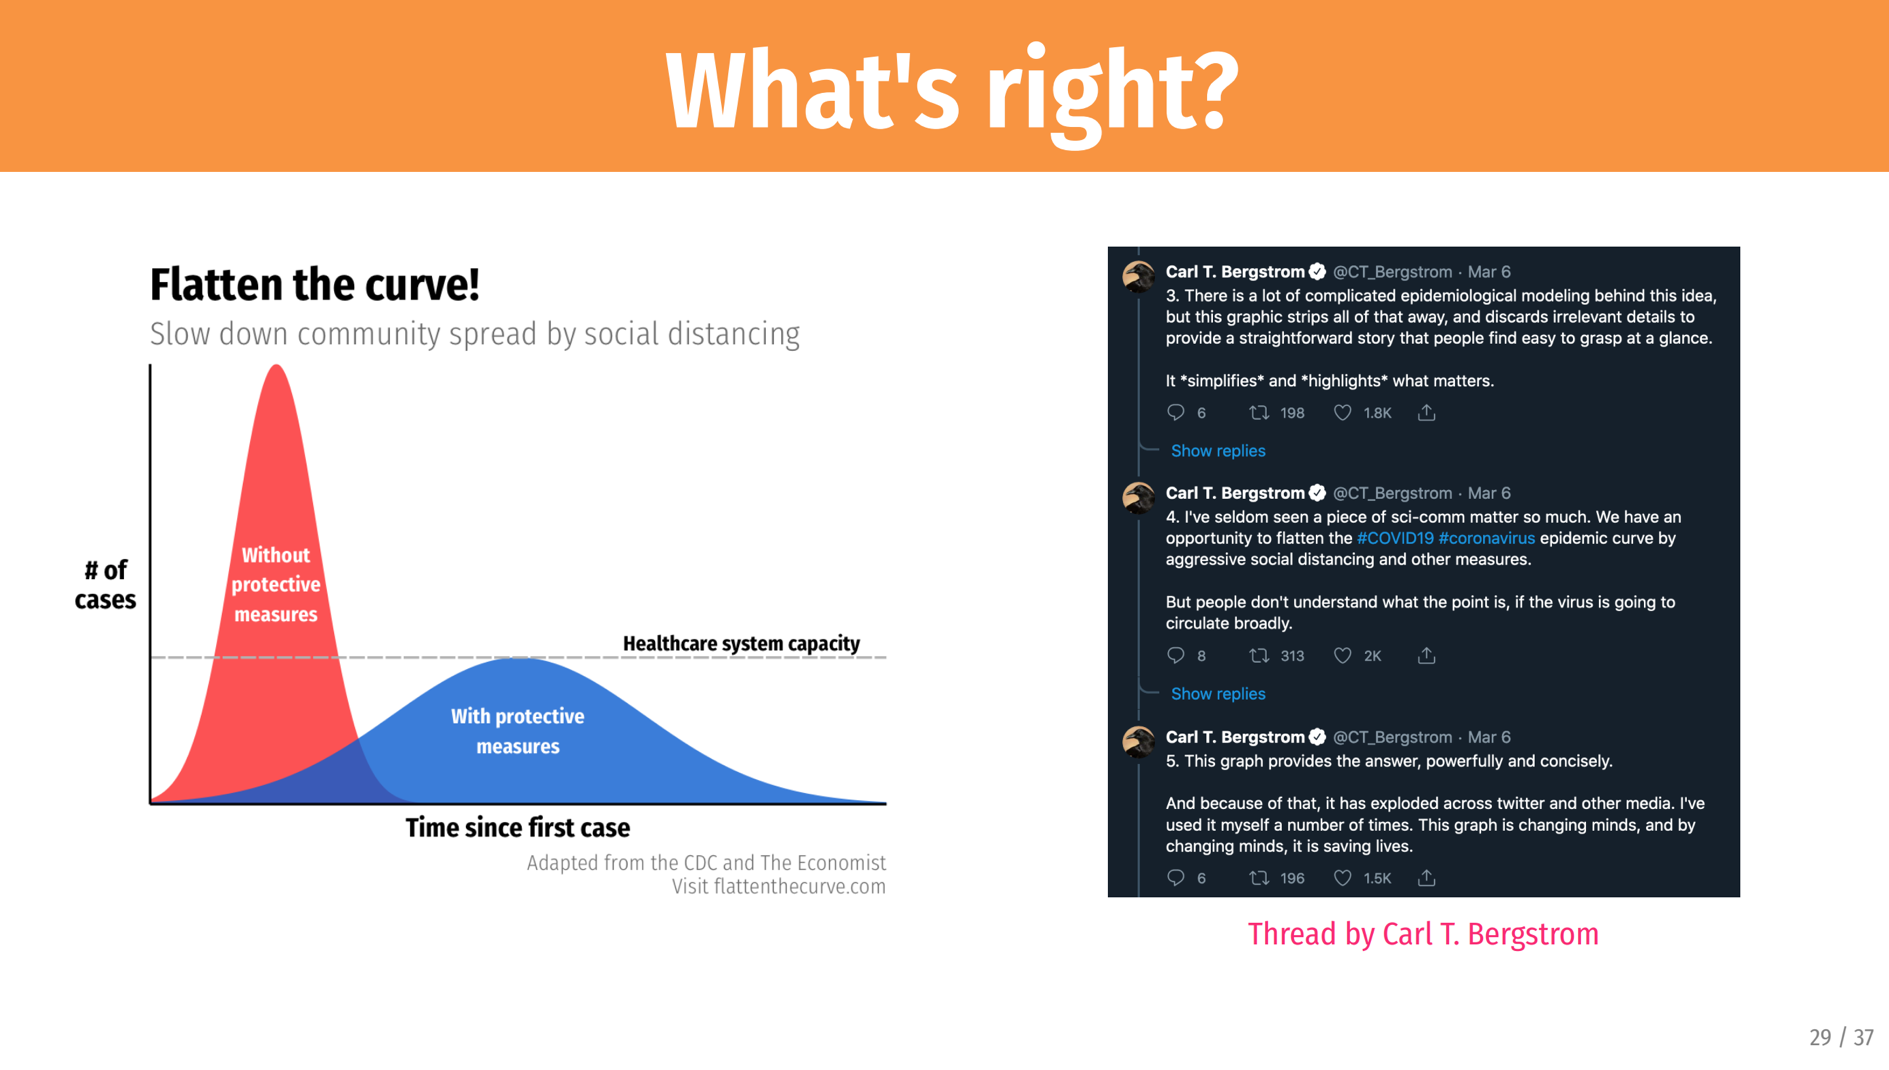 What's right?
Flatten the curve!
Slow down community spread by social distancing
# of
cases
Without
protective
measures
Healthcare system capacity
With protective
measures
Time since first case
Adapted from the CDC and The Economist
Visit flattenthecurve.com
Carl T. Bergstrom @CT_Bergstrom · Mar 6
3. There is a lot of complicated epidemiological modeling behind this idea,
but this graphic strips all of that away, and discards irrelevant details to
provide a straightforward story that people find easy to grasp at a glance.
It *simplifies* and *highlights* what matters.
6 198 1.8K
Show replies
Carl T. Bergstrom @CT_Bergstrom · Mar 6
4. I've seldom seen a piece of sci-comm matter so much. We have an
opportunity to flatten the #COVID19 #coronavirus epidemic curve by
aggressive social distancing and other measures.
But people don't understand what the point is, if the virus is going to
circulate broadly.
8 313 2K
Show replies
Carl T. Bergstrom @CT_Bergstrom · Mar 6
5. This graph provides the answer, powerfully and concisely.
And because of that, it has exploded across twitter and other media. I've
used it myself a number of times. This graph is changing minds, and by
changing minds, it is saving lives.
6 196 1.5K
Thread by Carl T. Bergstrom
29 / 37